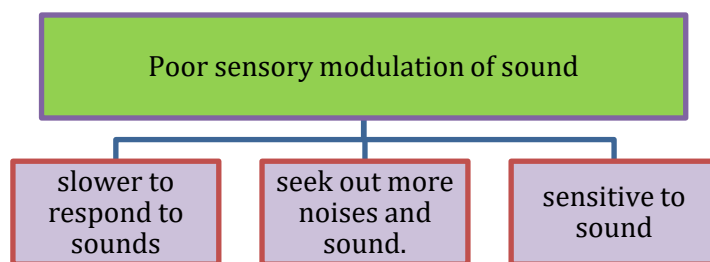 Poor sensory modulation of sound
slower to
respond to
sounds
seek out more
noises and
sound.
sensitive to
sound